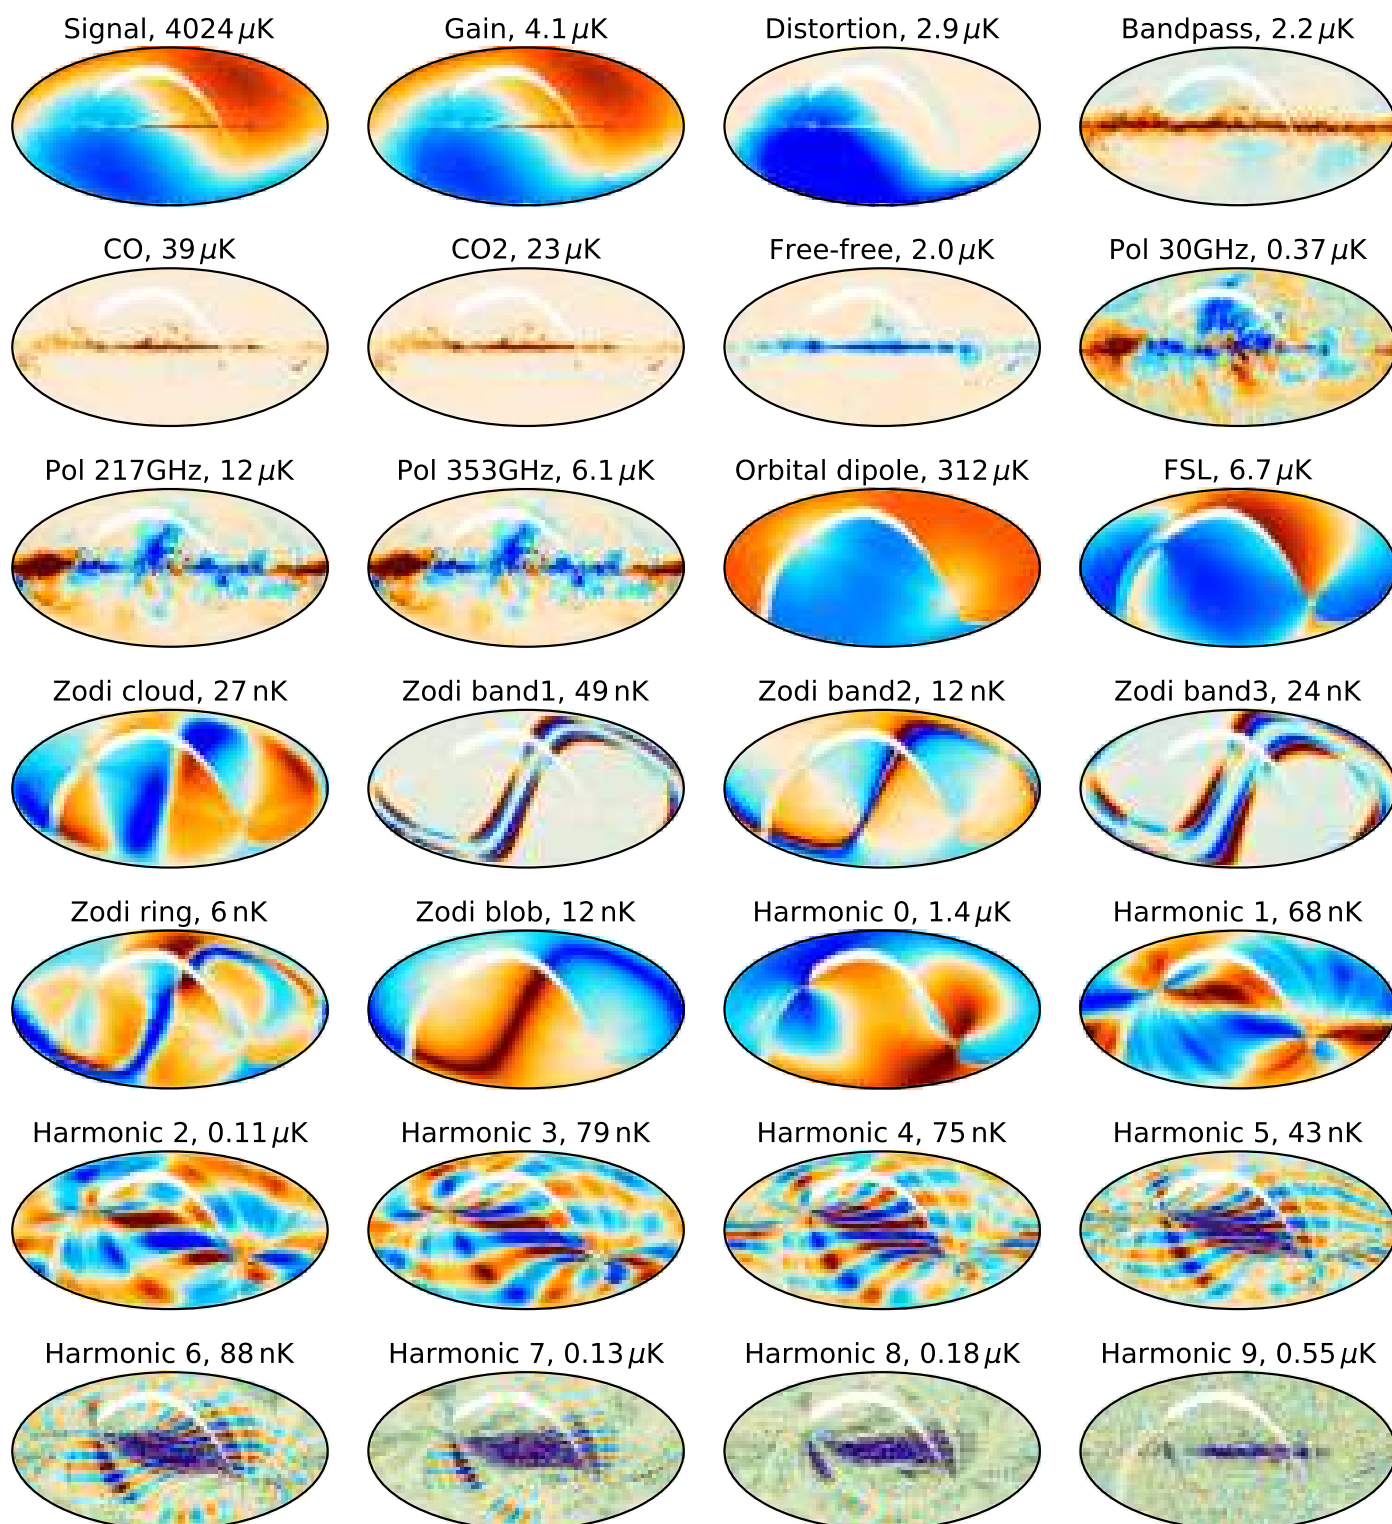 Signal, 4024 μK
Gain, 4.1 μK
Distortion, 2.9 μK
Bandpass, 2.2 μK
CO, 39 μK
CO2, 23 μK
Free-free, 2.0 μK
Pol 30GHz, 0.37 μK
Pol 217GHz, 12 μK
Pol 353GHz, 6.1 μK
Orbital dipole, 312 μK
FSL, 6.7 μK
Zodi cloud, 27 nK
Zodi band1, 49 nK
Zodi band2, 12 nK
Zodi band3, 24 nK
Zodi ring, 6 nK
Zodi blob, 12 nK
Harmonic 0, 1.4 μK
Harmonic 1, 68 nK
Harmonic 2, 0.11 μK
Harmonic 3, 79 nK
Harmonic 4, 75 nK
Harmonic 5, 43 nK
Harmonic 6, 88 nK
Harmonic 7, 0.13 μK
Harmonic 8, 0.18 μK
Harmonic 9, 0.55 μK